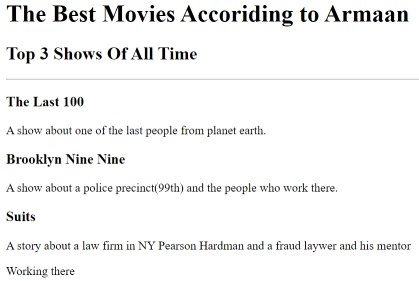 The Best Movies Accoriding to Armaan
Top 3 Shows Of All Time
The Last 100
A show about one of the last people from planet earth.
Brooklyn Nine Nine
A show about a police precinct(99th) and the people who work there.
Suits
A story about a law firm in NY Pearson Hardman and a fraud laywer and his mentor
Working there